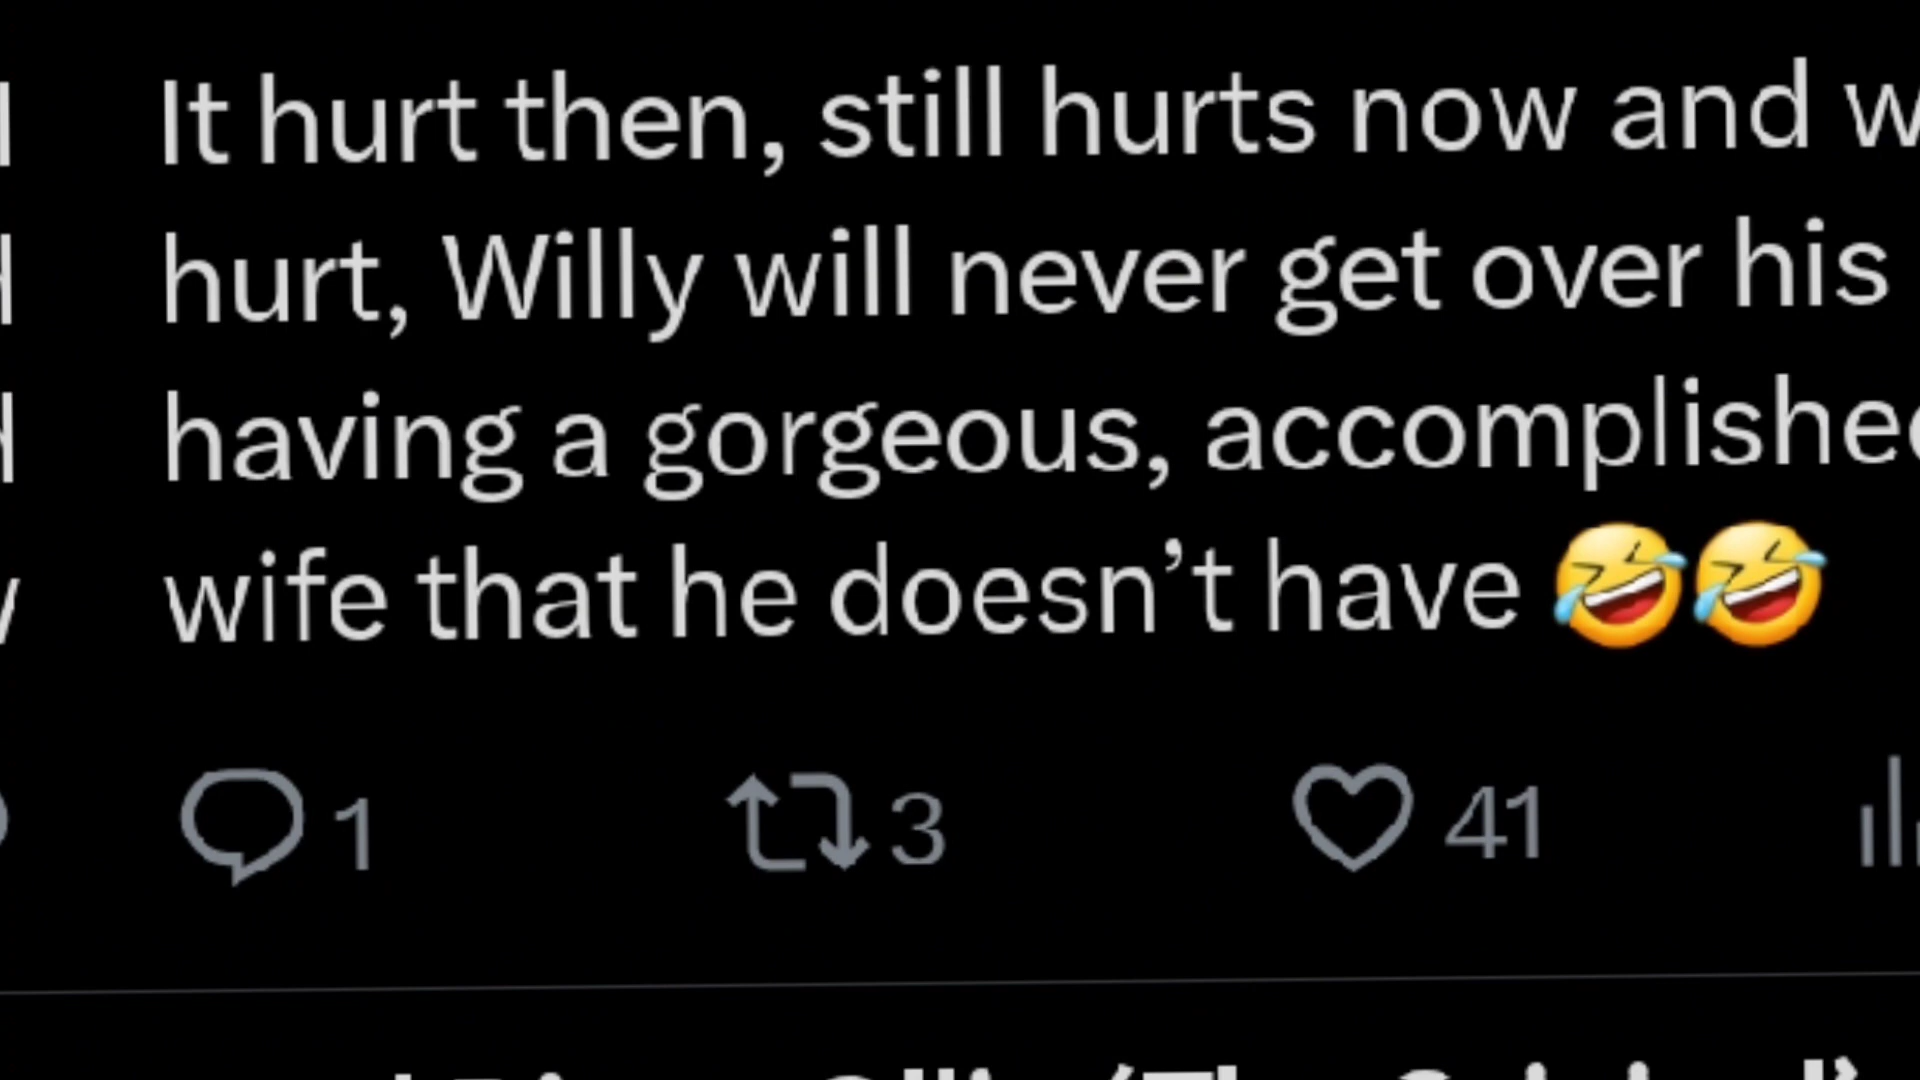 It hurt then, still hurts now and
hurt, Willy will never get over his
having a gorgeous, accomplished
wife that he doesn’t have 🤣🤣
1 3 41